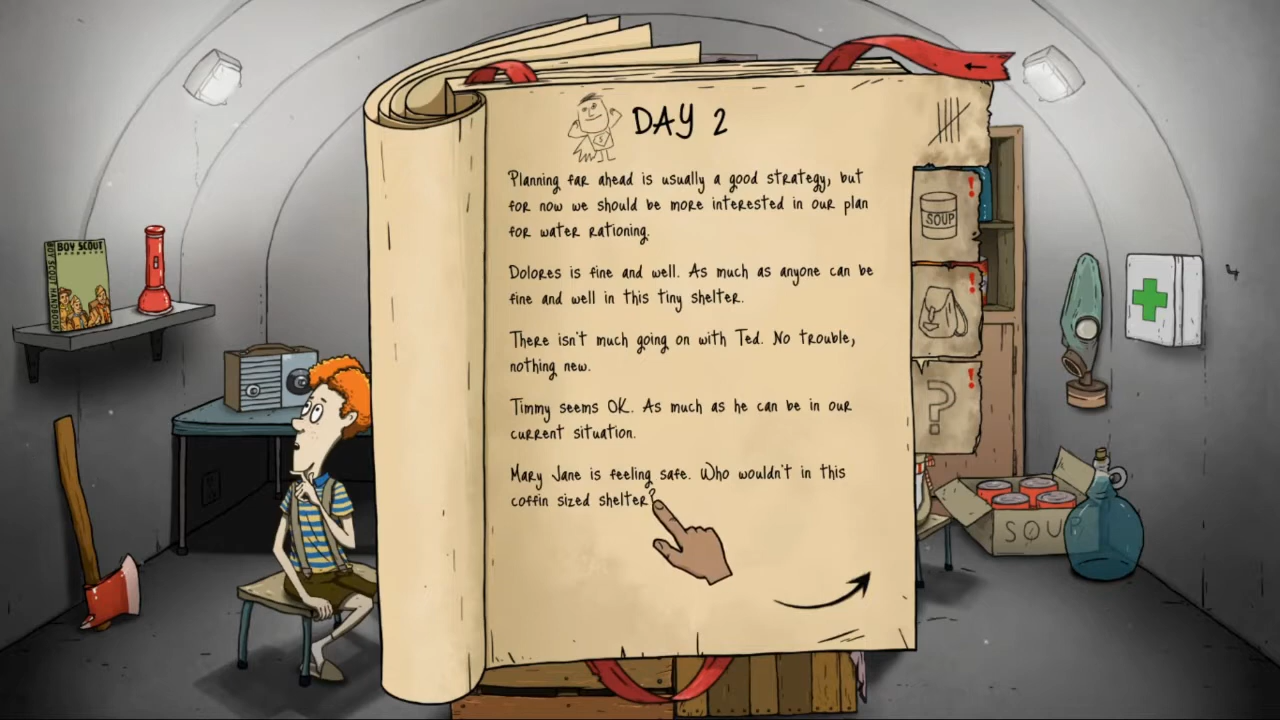 DAY 2
Planning far ahead is usually a good strategy, but
for now we should be more interested in our plan
for water rationing.
Dolores is fine and well. As much as anyone can be
fine and well in this tiny shelter.
There isn't much going on with Ted. No trouble,
nothing new.
Timmy seems OK. As much as he can be in our
current situation.
Mary Jane is feeling safe. Who wouldn't in this
coffin sized shelter?
SOUP
!
!
!
?
BOY SCOUT
BOY SCOUT HANDBOOK
SOUP